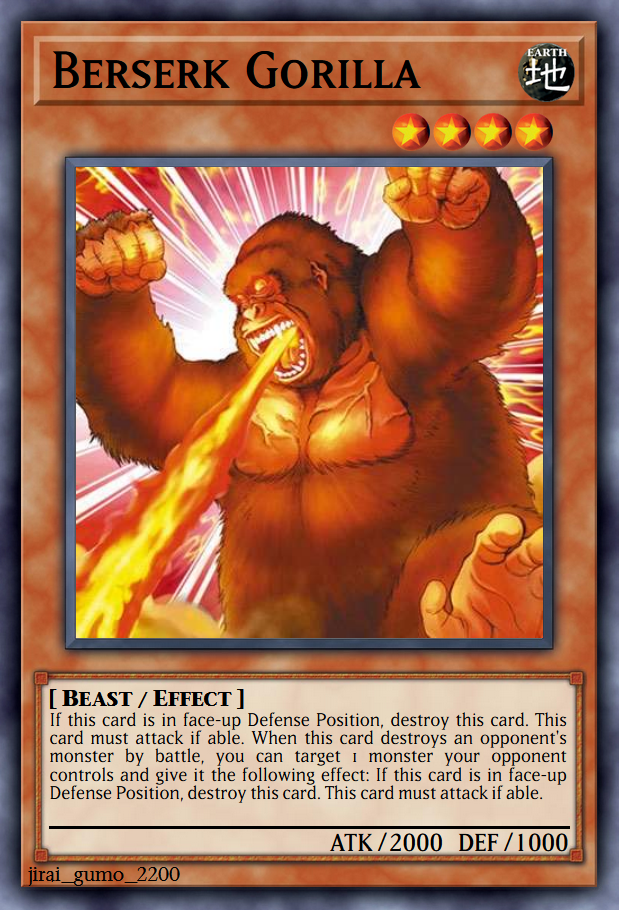 Berserk Gorilla
EARTH
地
[ Beast / Effect ]
If this card is in face-up Defense Position, destroy this card. This
card must attack if able. When this card destroys an opponent's
monster by battle, you can target 1 monster your opponent
controls and give it the following effect: If this card is in face-up
Defense Position, destroy this card. This card must attack if able.
ATK/2000 DEF/1000
jirai_gumo_2200